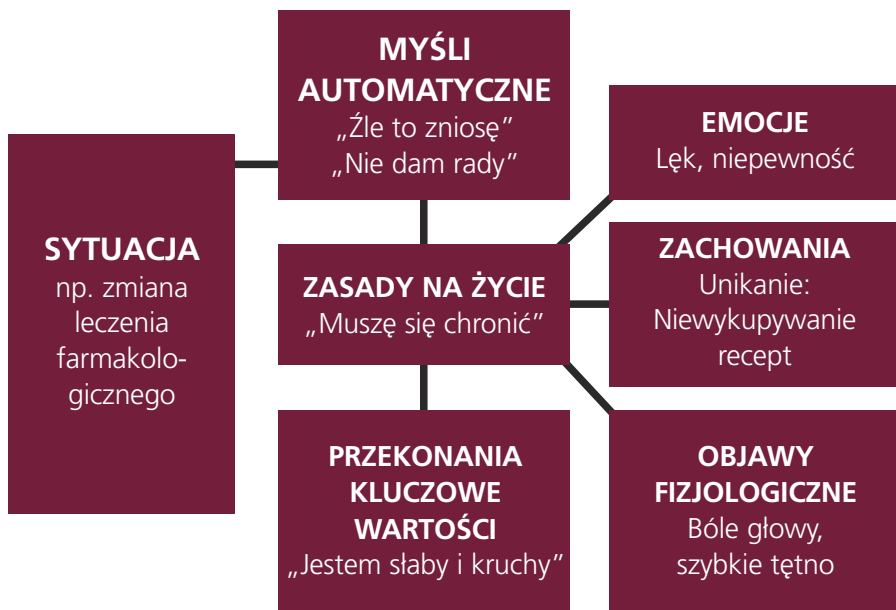 SYTUACJA
np. zmiana
leczenia
farmakolo-
gicznego
MYŚLI
AUTOMATYCZNE
„Źle to zniosę”
„Nie dam rady”
ZASADY NA ŻYCIE
„Muszę się chronić”
PRZEKONANIA
KLUCZOWE
WARTOŚCI
„Jestem słaby i kruchy”
EMOCJE
Lęk, niepewność
ZACHOWANIA
Unikanie:
Niewykupywanie
recept
OBJAWY
FIZJOLOGICZNE
Bóle głowy,
szybkie tętno